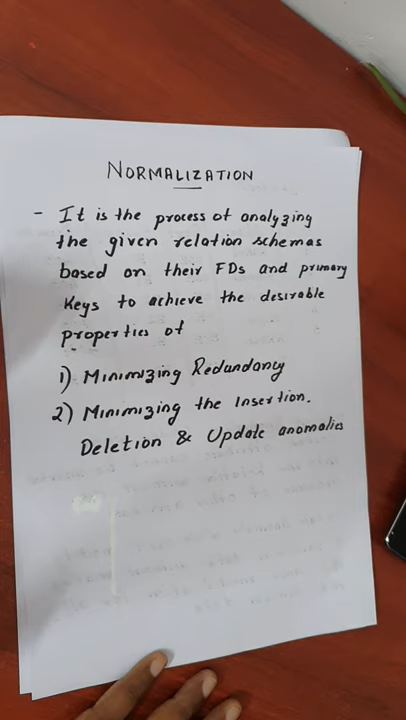 NORMALIZATION
- It is the process of analyzing
the given relation schemas
based on their FDs and primary
Keys to achieve the desirable
properties of
1) Minimizing Redundancy
2) Minimizing the Insertion.
Deletion & Update anomalies